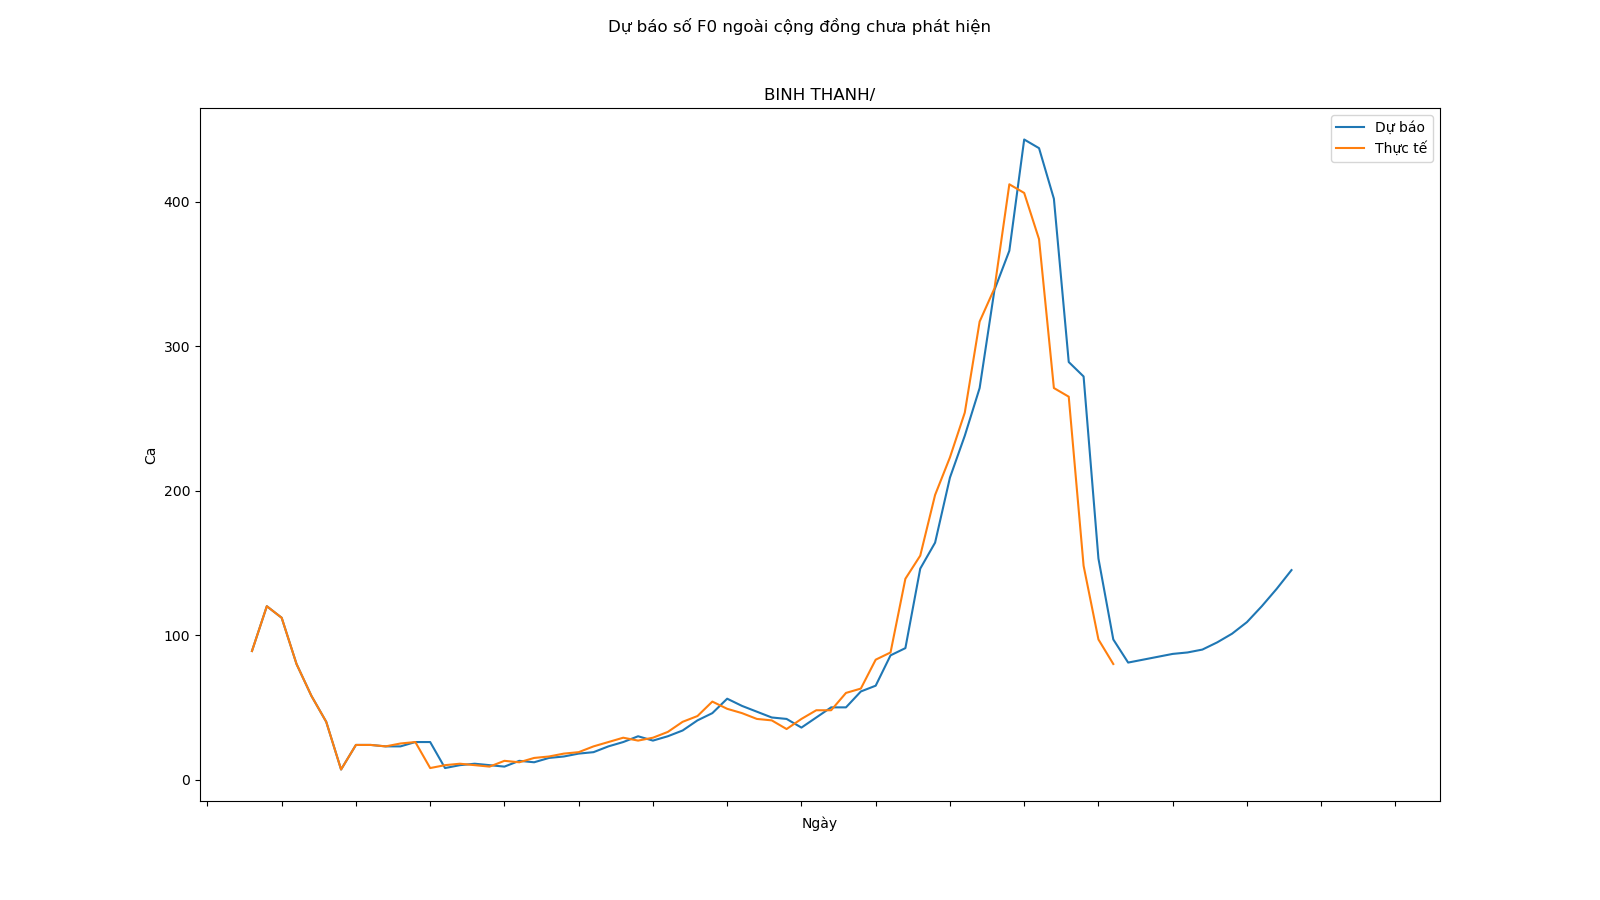 Dự báo số F0 ngoài cộng đồng chưa phát hiện
BINH THANH/
Dự báo
Thực tế
400
300
200
100
0
Ca
Ngày